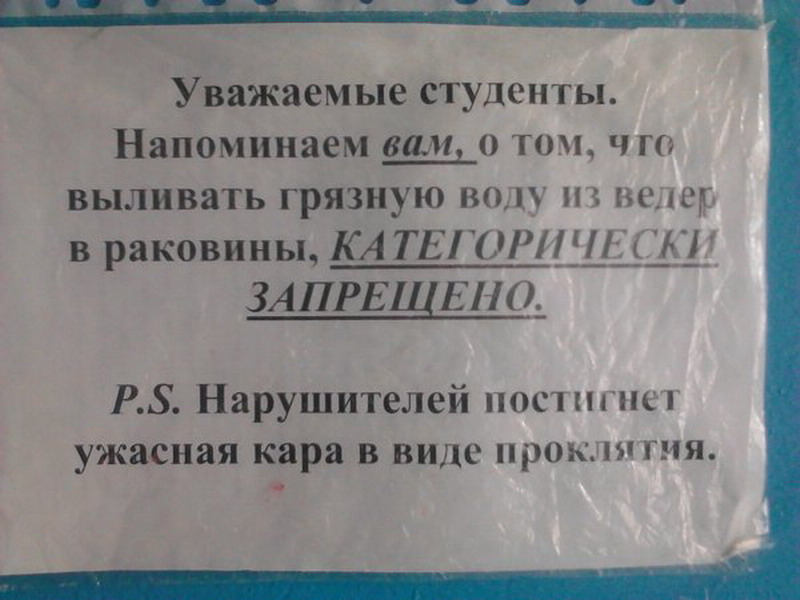 Уважаемые студенты.
Напоминаем вам, о том, что
выливать грязную воду из ведер
в раковины, КАТЕГОРИЧЕСКИ
ЗАПРЕЩЕНО.
P.S. Нарушителей постигнет
ужасная кара в виде проклятия.